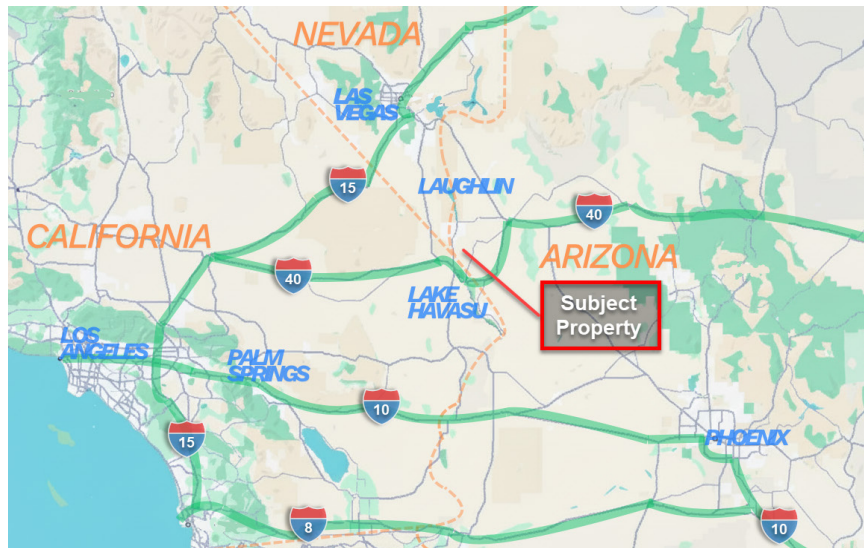 NEVADA
LAS
VEGAS
15
LAUGHLIN
40
CALIFORNIA
ARIZONA
40
LAKE
HAVASU
Subject
Property
LOS
ANGELES
PALM
SPRINGS
10
15
PHOENIX
8
10